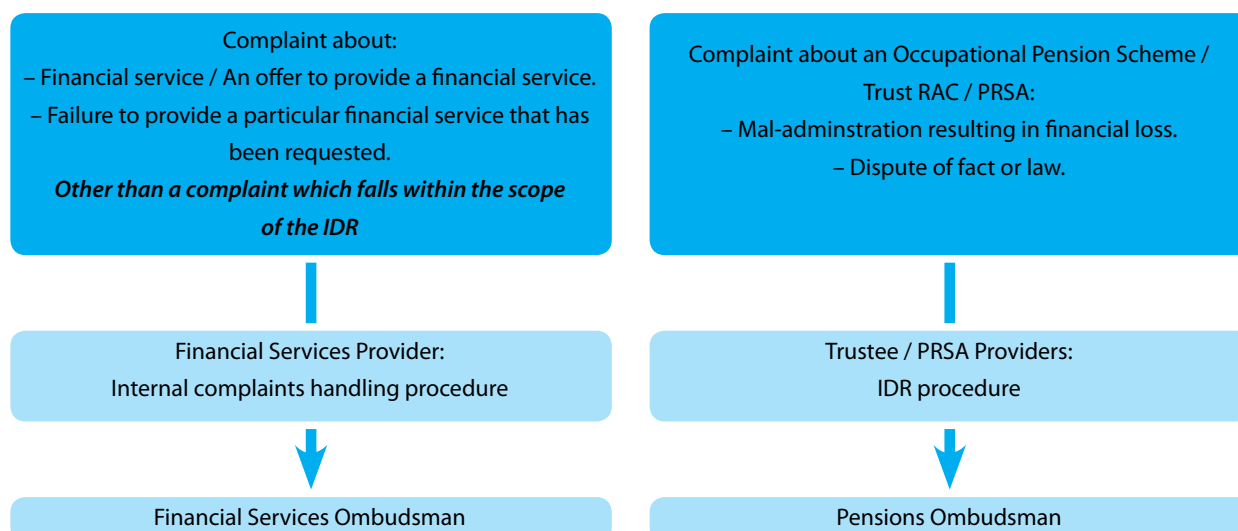 Complaint about:
– Financial service / An offer to provide a financial service.
– Failure to provide a particular financial service that has
been requested.
Other than a complaint which falls within the scope
of the IDR
Complaint about an Occupational Pension Scheme /
Trust RAC / PRSA:
– Mal-adminstration resulting in financial loss.
– Dispute of fact or law.
Financial Services Provider:
Internal complaints handling procedure
Trustee / PRSA Providers:
IDR procedure
Financial Services Ombudsman
Pensions Ombudsman